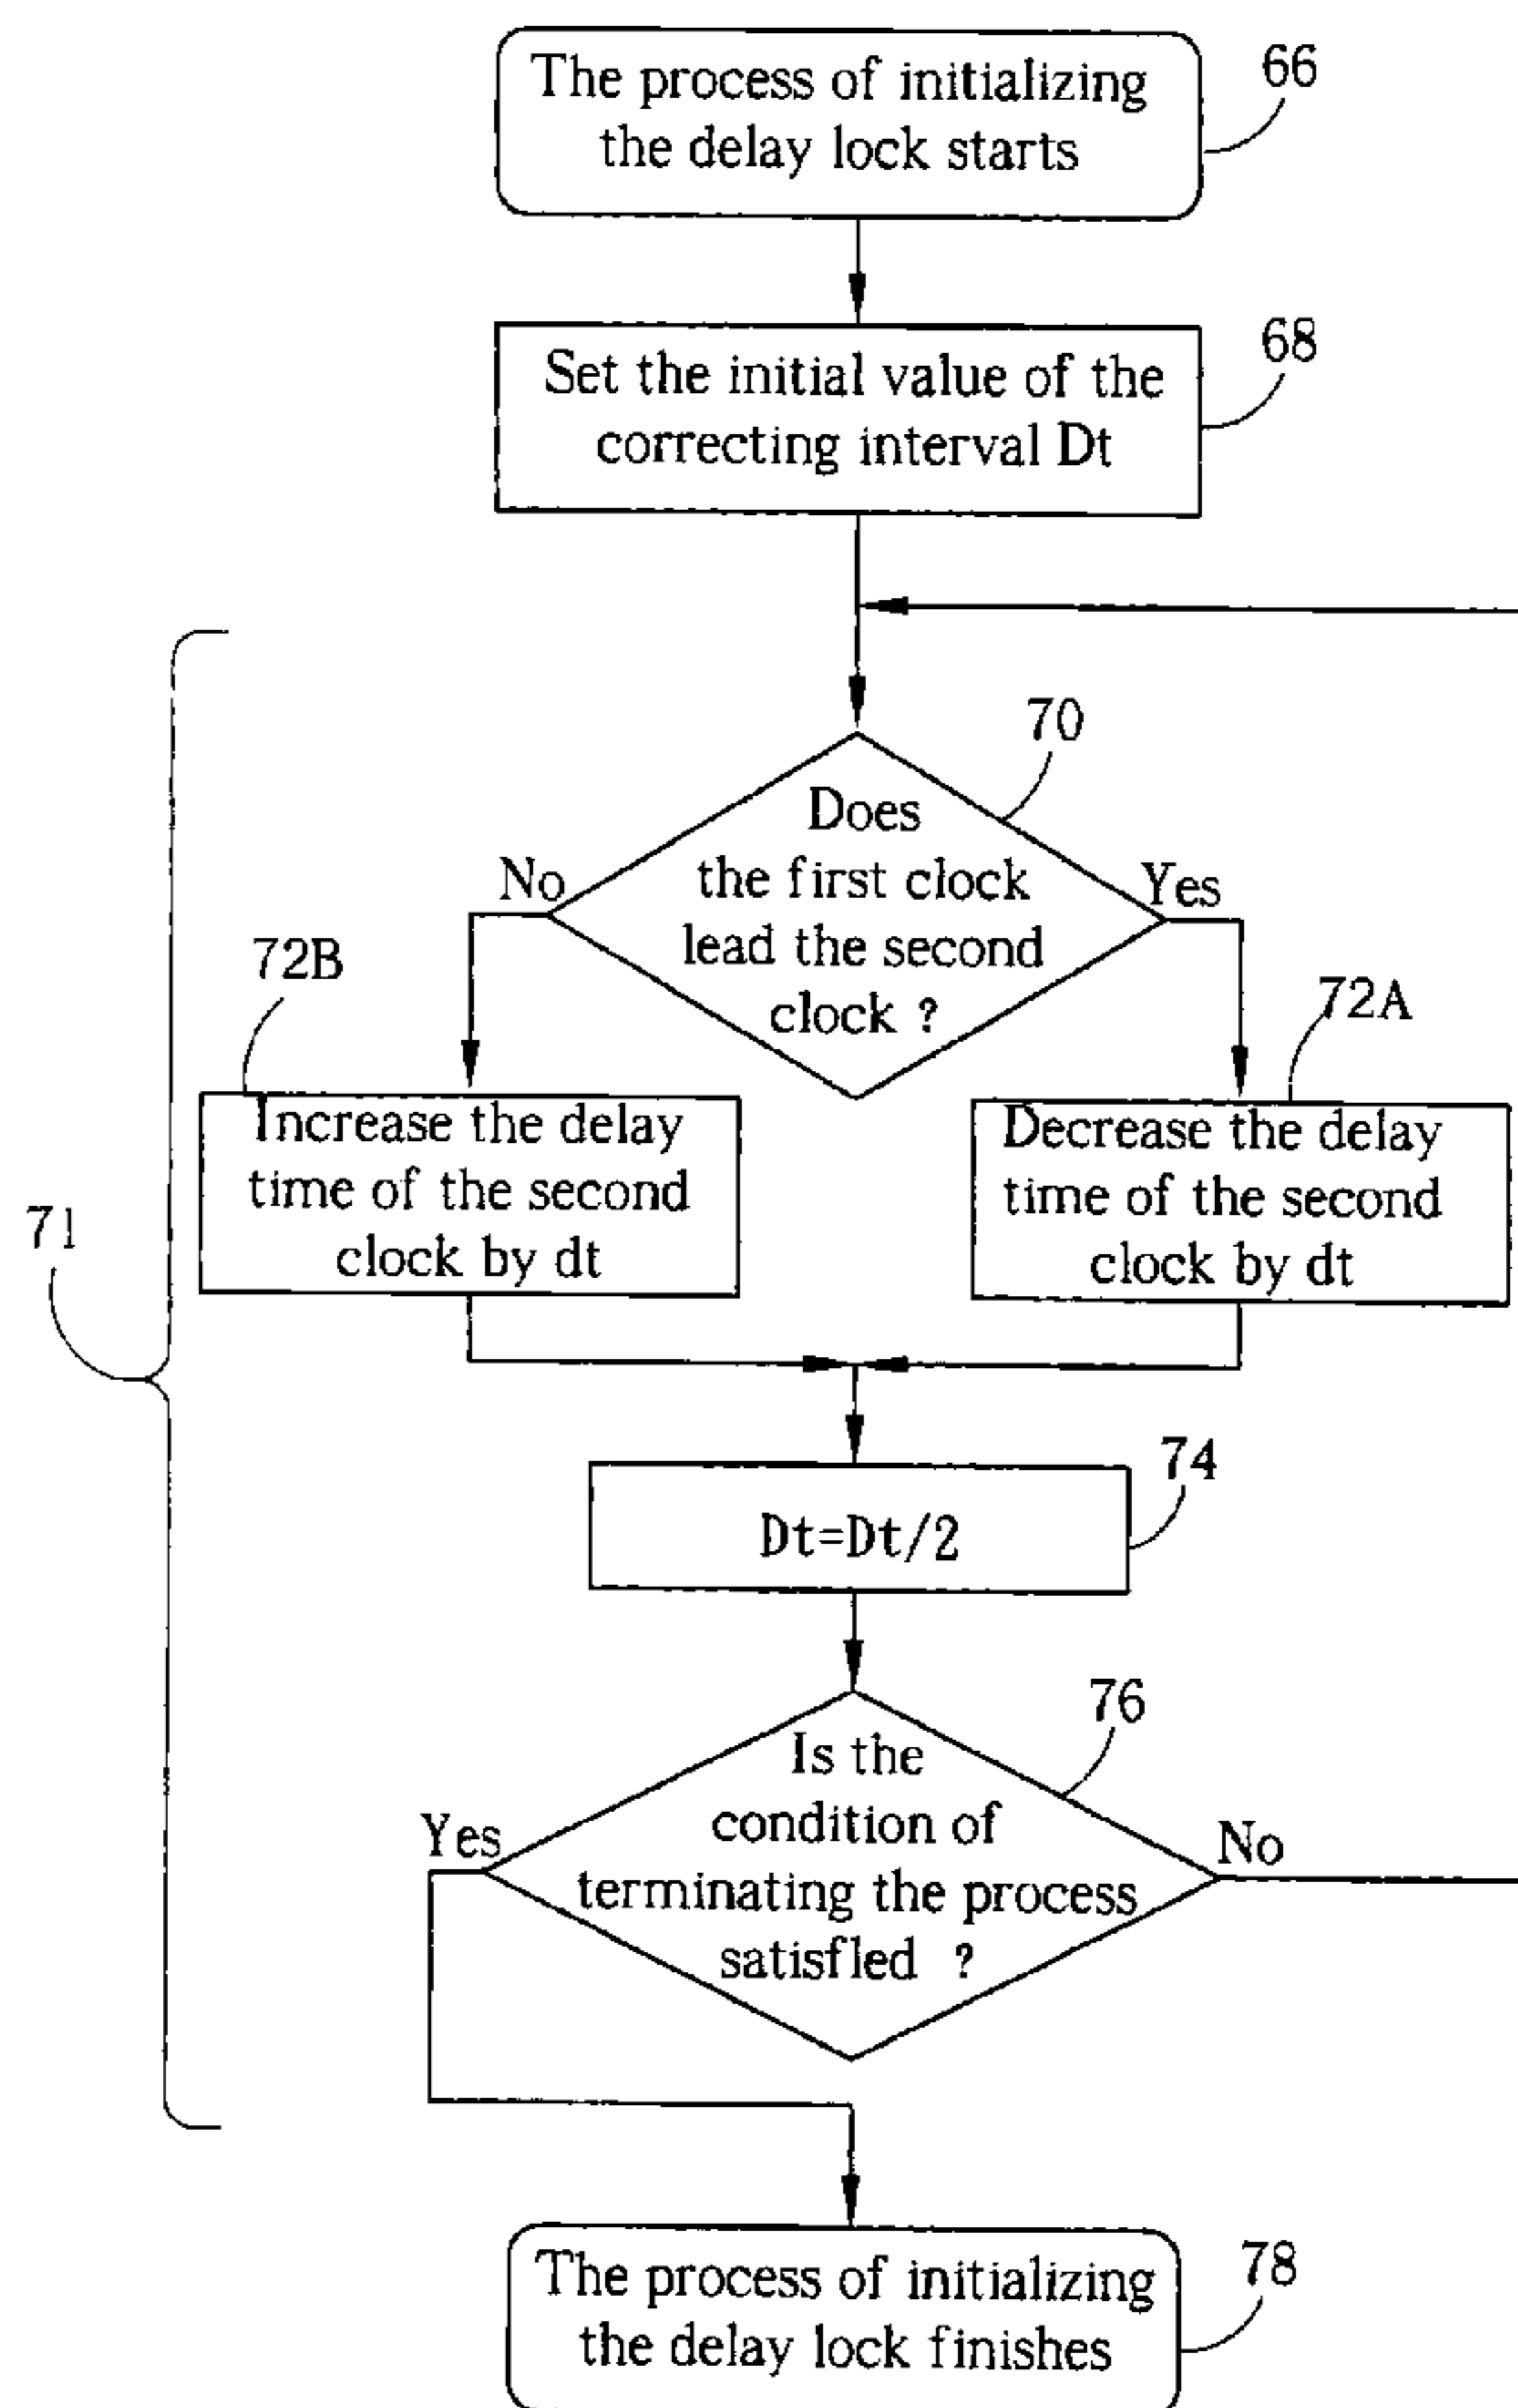 The process of initializing
the delay lock starts
66
Set the initial value of the
correcting interval Dt
68
70
Does
the first clock
lead the second
clock ?
No
Yes
72B
72A
Increase the delay
time of the second
clock by dt
Decrease the delay
time of the second
clock by dt
71
74
Dt=Dt/2
76
Is the
condition of
terminating the process
satisfied ?
Yes
No
The process of initializing
the delay lock finishes
78